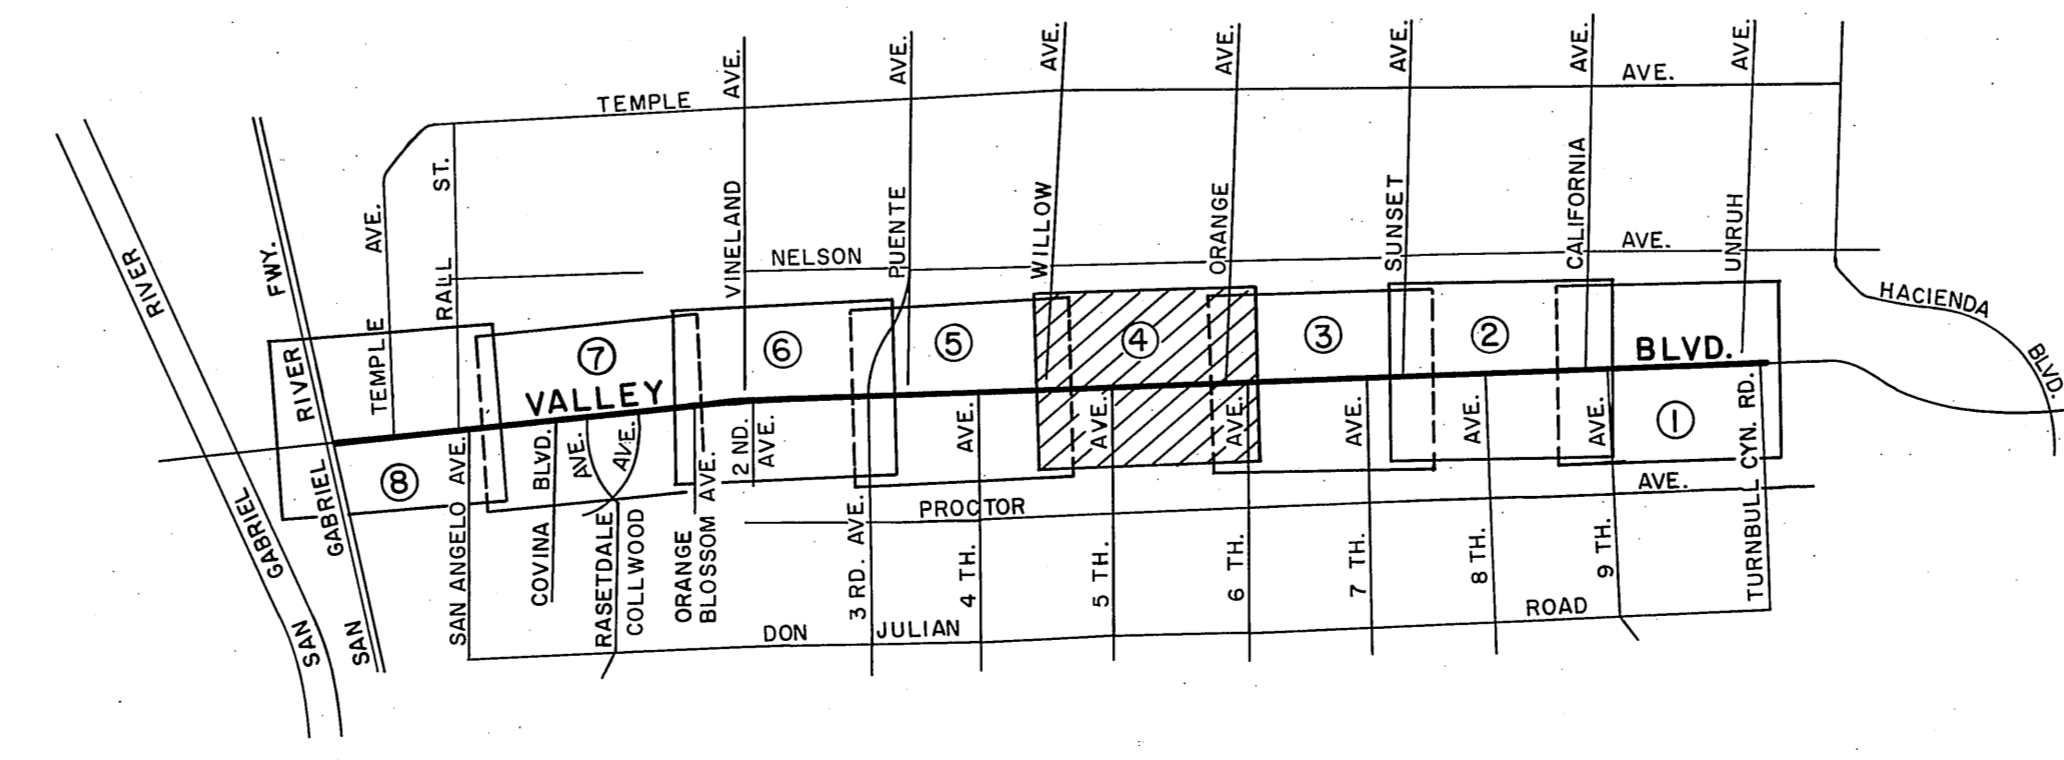 TEMPLE AVE.
VINELAND AVE.
PUENTE AVE.
WILLOW AVE.
ORANGE AVE.
SUNSET AVE.
CALIFORNIA AVE.
UNRUH AVE.
NELSON AVE.
HACIENDA BLVD.
SAN GABRIEL RIVER
SAN GABRIEL RIVER FWY.
TEMPLE AVE.
RALL ST.
VALLEY BLVD.
8
7
6
5
4
3
2
1
SAN ANGELO AVE.
COVINA BLVD.
RASETDALE AVE.
COLLWOOD AVE.
ORANGE
BLOSSOM AVE.
2 ND.
AVE.
3 RD. AVE.
4 TH. AVE.
5 TH. AVE.
6 TH. AVE.
7 TH. AVE.
8 TH. AVE.
9 TH. AVE.
TURNBULL CYN. RD.
PROCTOR AVE.
DON JULIAN ROAD